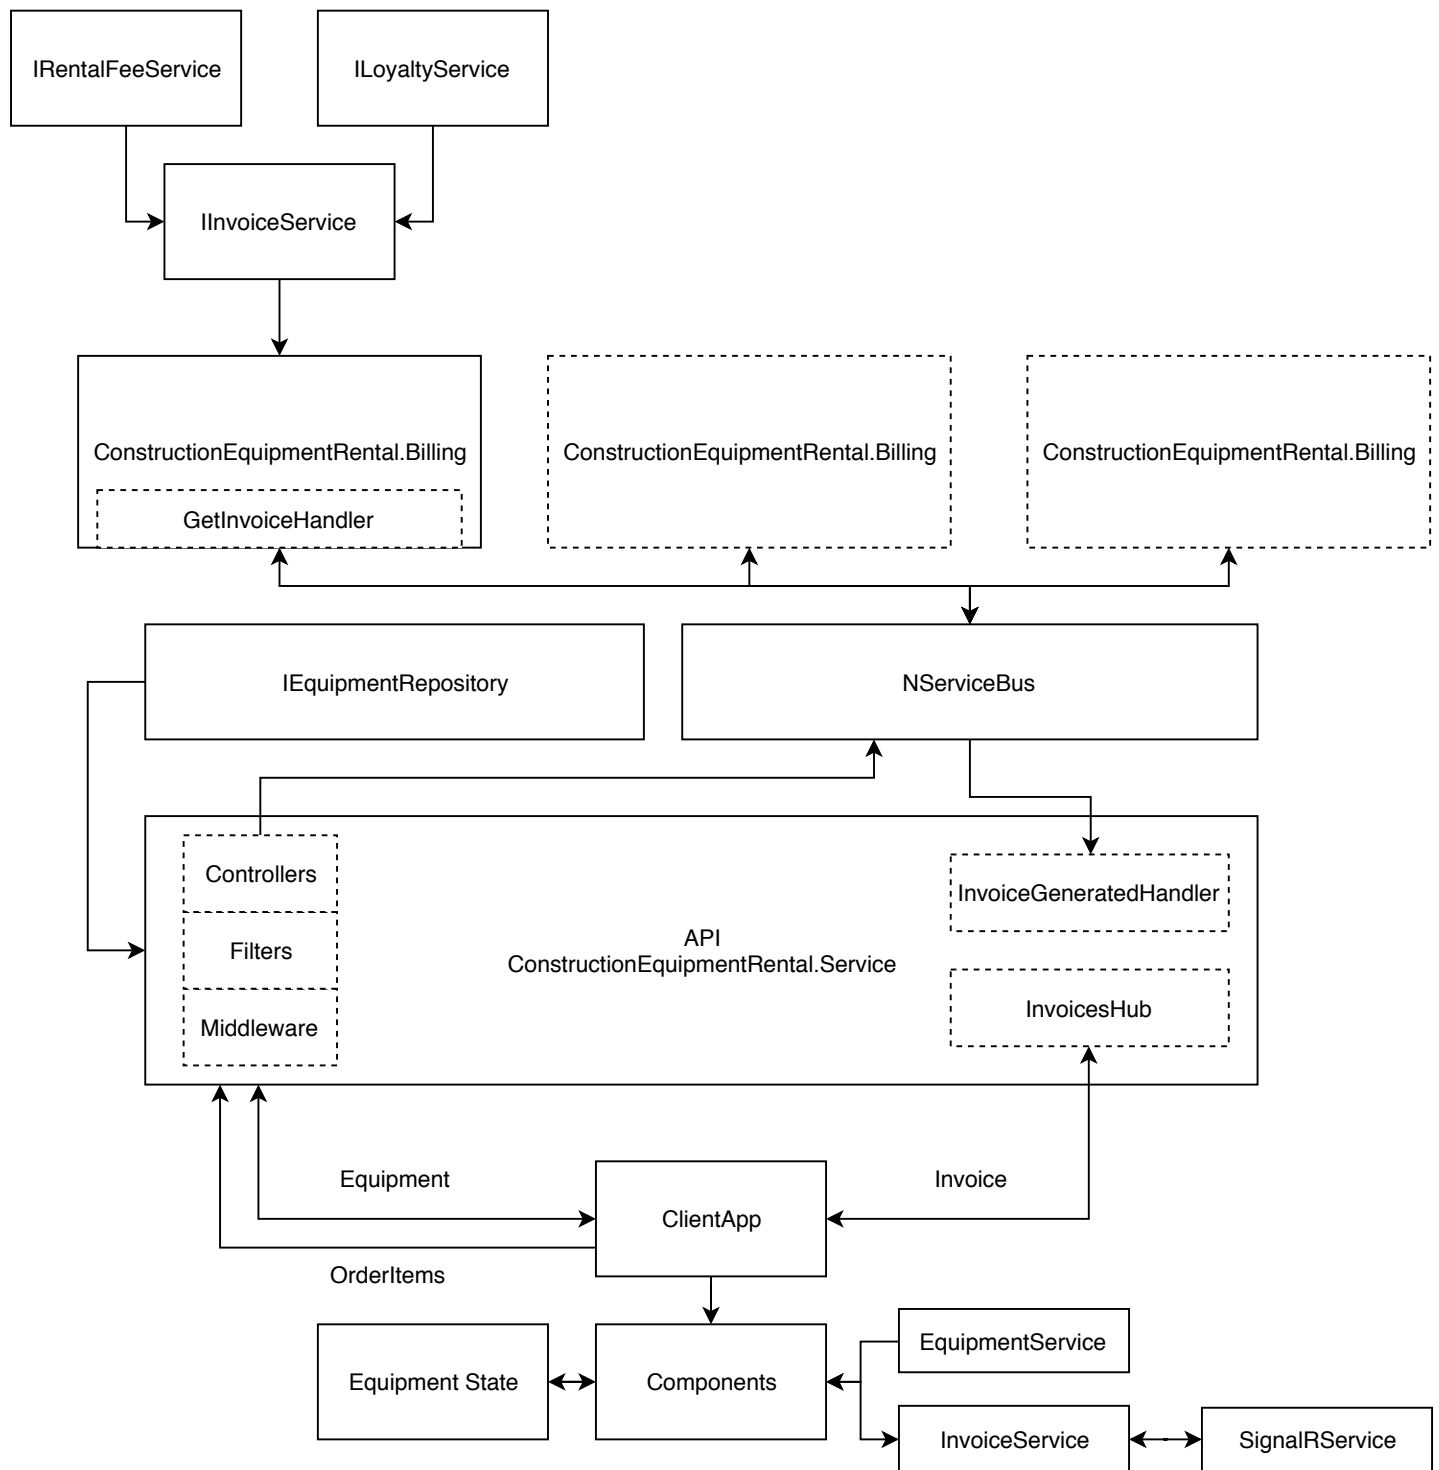 IRentalFeeService
ILoyaltyService
IInvoiceService
ConstructionEquipmentRental.Billing
GetInvoiceHandler
ConstructionEquipmentRental.Billing
ConstructionEquipmentRental.Billing
IEquipmentRepository
NServiceBus
Controllers
Filters
Middleware
API
ConstructionEquipmentRental.Service
InvoiceGeneratedHandler
InvoicesHub
Equipment
ClientApp
Invoice
OrderItems
Equipment State
Components
EquipmentService
InvoiceService
SignalRService